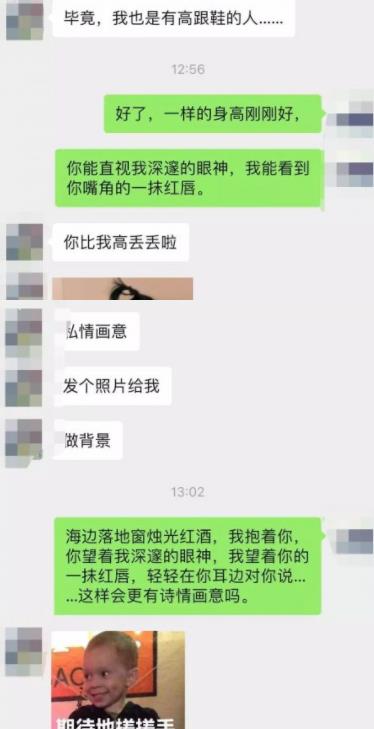 毕竟，我也是有高跟鞋的人……
12:56
好了，一样的身高刚刚好，
你能直视我深邃的眼神，我能看到
你嘴角的一抹红唇。
你比我高丢丢啦
情画意
发个照片给我
做背景
13:02
海边落地窗烛光红酒，我抱着你，
你望着我深邃的眼神，我望着你的
一抹红唇，轻轻在你耳边对你说...
...这样会更有诗情画意吗。
期待地搓搓手